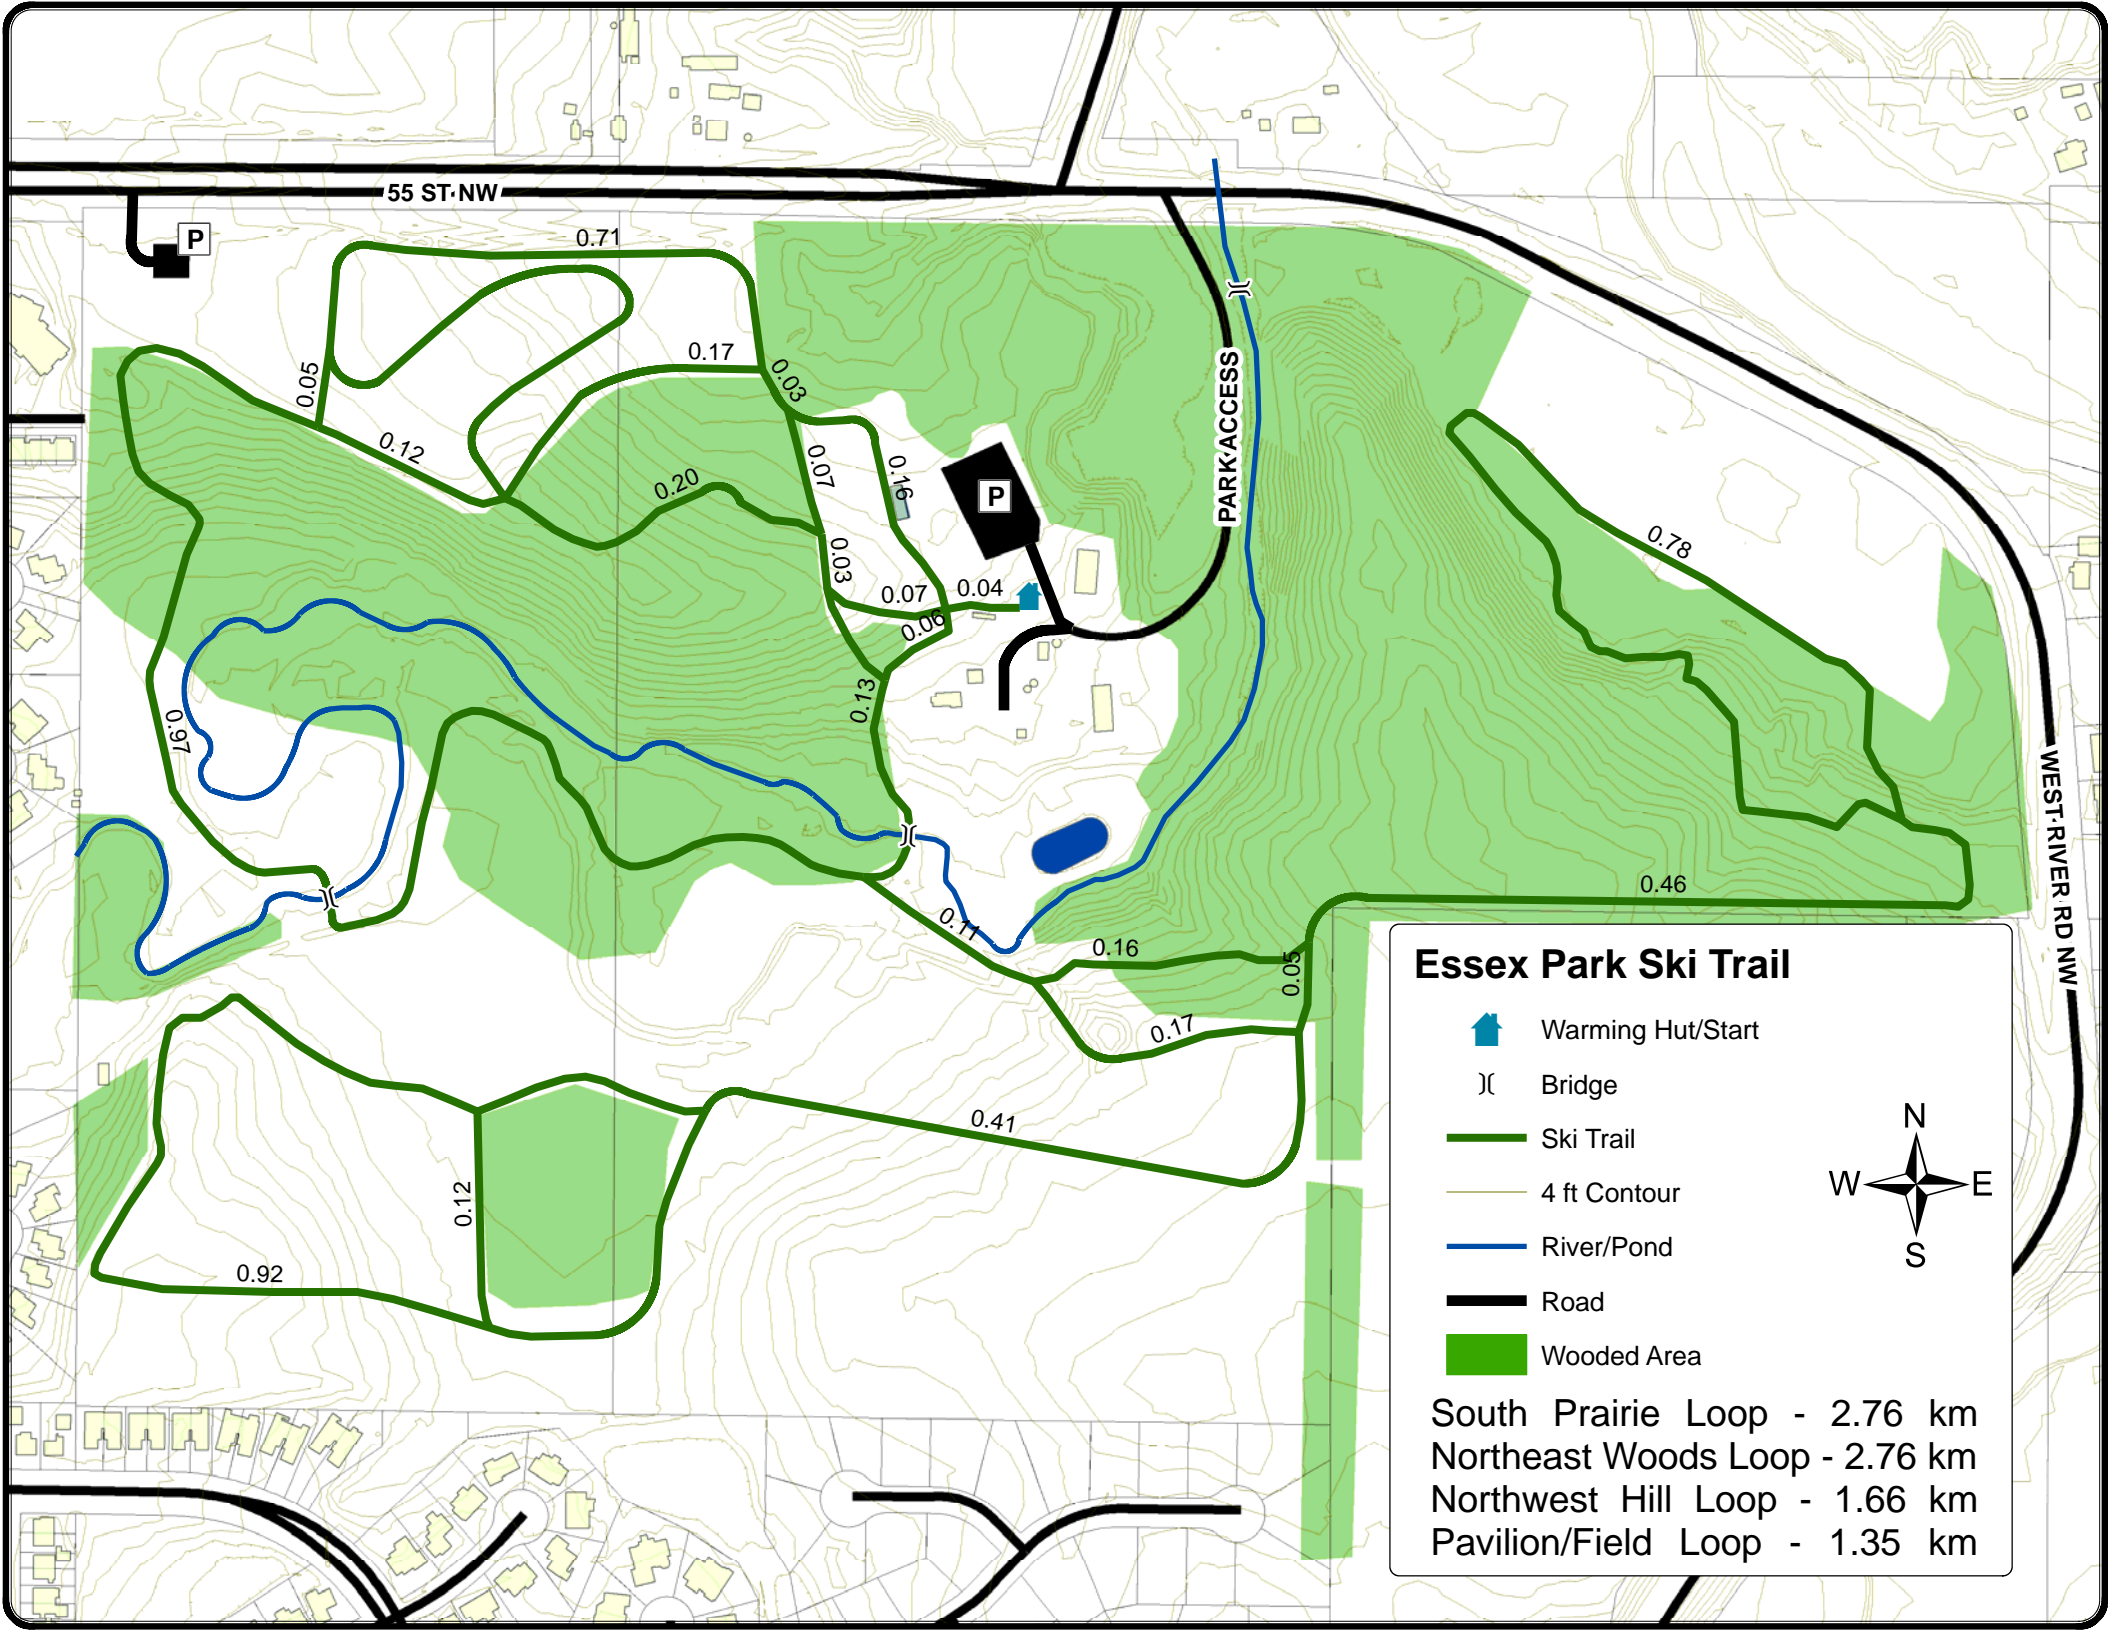 55 ST NW
P
0.71
0.05
0.17
0.03
0.12
0.20
0.07
0.16
P
PARK ACCESS
0.03
0.07
0.04
0.06
0.78
0.13
0.97
WEST RIVER RD NW
0.46
0.11
0.16
0.05
0.17
0.41
0.12
0.92
Essex Park Ski Trail
Warming Hut/Start
Bridge
Ski Trail
4 ft Contour
River/Pond
Road
Wooded Area
N
W E
S
South Prairie Loop - 2.76 km
Northeast Woods Loop - 2.76 km
Northwest Hill Loop - 1.66 km
Pavilion/Field Loop - 1.35 km